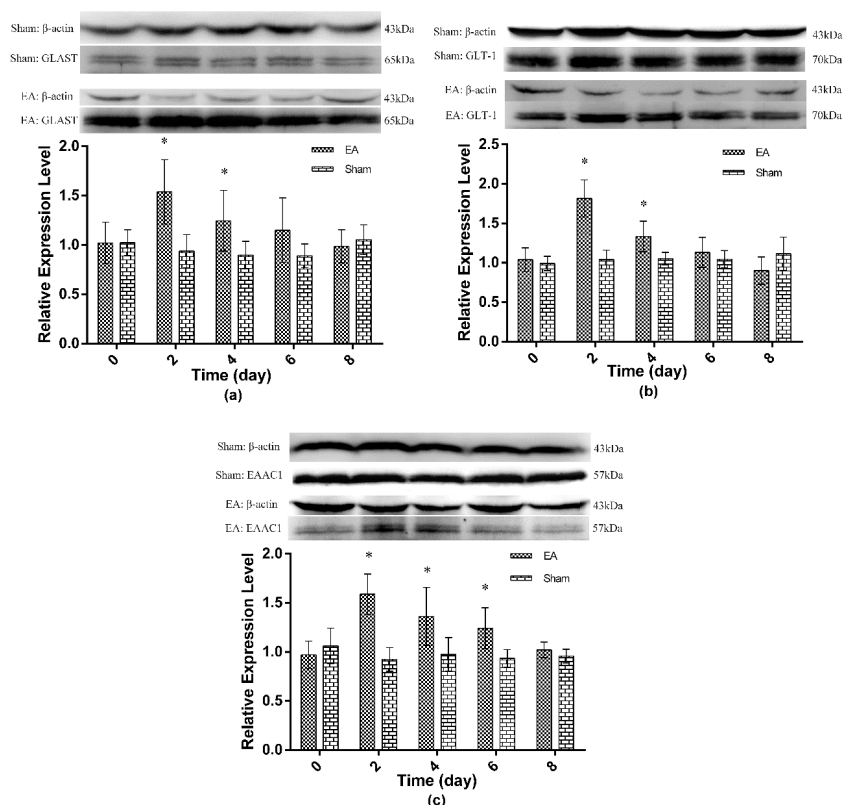 Sham: β-actin 43kDa
Sham: GLAST 65kDa
EA: β-actin 43kDa
EA: GLAST 65kDa
Relative Expression Level
2.0
1.5
1.0
0.5
0.0
* *
EA
Sham
0 2 4 6 8
Time (day)
(a)
Sham: β-actin 43kDa
Sham: GLT-1 70kDa
EA: β-actin 43kDa
EA: GLT-1 70kDa
Relative Expression Level
2.5
2.0
1.5
1.0
0.5
0.0
* *
EA
Sham
0 2 4 6 8
Time (day)
(b)
Sham: β-actin 43kDa
Sham: EAAC1 57kDa
EA: β-actin 43kDa
EA: EAAC1 57kDa
Relative Expression Level
2.0
1.5
1.0
0.5
0.0
* * *
EA
Sham
0 2 4 6 8
Time (day)
(c)